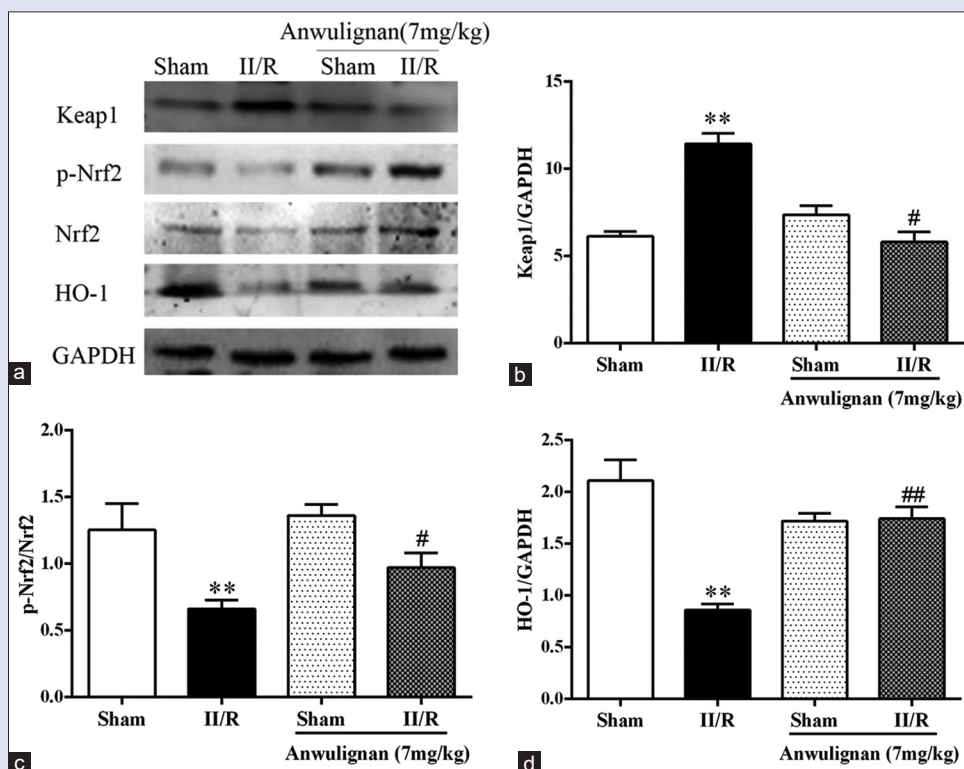 Anwulignan(7mg/kg)
Sham II/R Sham II/R
Keap1
p-Nrf2
Nrf2
HO-1
GAPDH
a
Keap1/GAPDH
15
10
5
0
**
#
Sham II/R Sham II/R
Anwulignan (7mg/kg)
b
p-Nrf2/Nrf2
2.0
1.5
1.0
0.5
0.0
**
#
Sham II/R Sham II/R
Anwulignan (7mg/kg)
c
HO-1/GAPDH
2.5
2.0
1.5
1.0
0.5
0.0
**
##
Sham II/R Sham II/R
Anwulignan (7mg/kg)
d